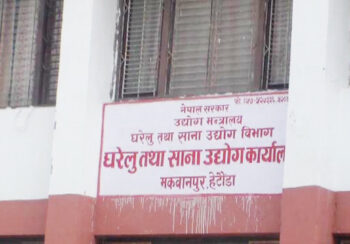 नेपाल सरकार
उद्योग मन्त्रालय
घरेलु तथा साना उद्योग विभाग
घरेलु तथा साना उद्योग कार्याल
मकवानपुर, हेटौंडा